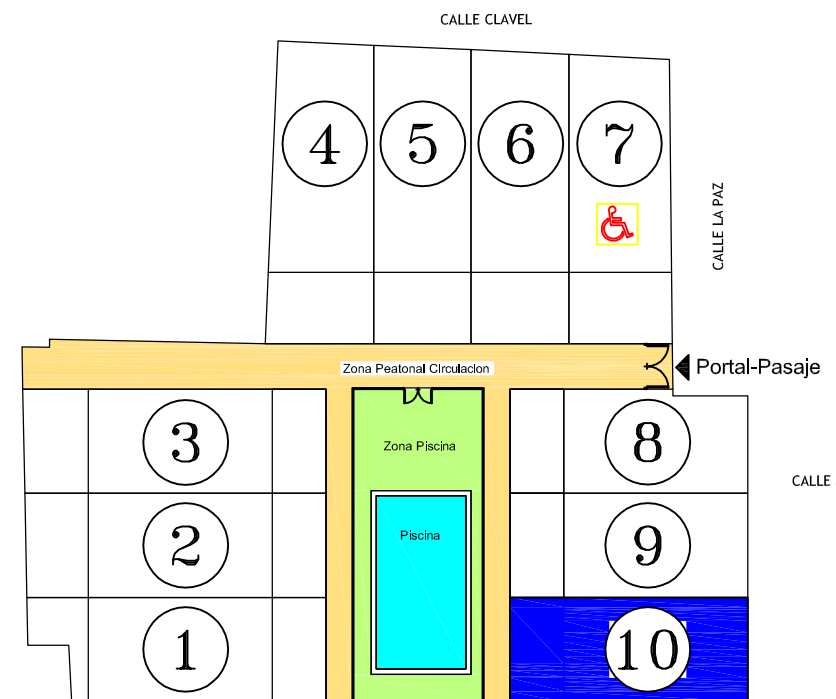 CALLE CLAVEL
4
5
6
7
CALLE LA PAZ
Zona Peatonal CIrculacion
Portal-Pasaje
3
Zona Piscina
8
CALLE
2
Piscina
9
1
10